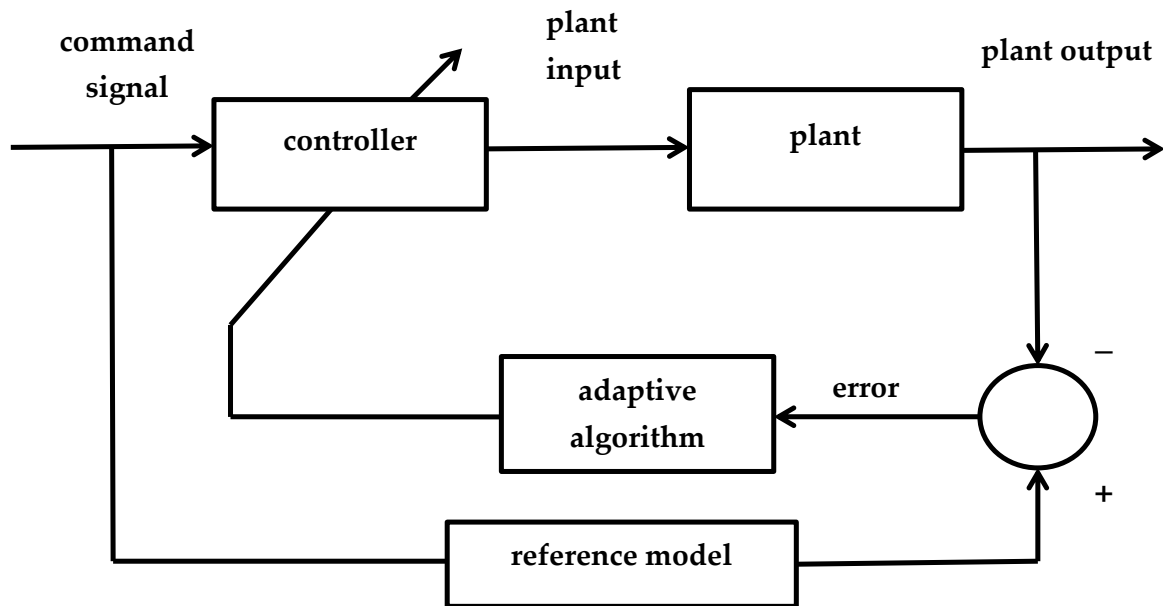 command
signal
plant
input
plant output
controller
plant
–
adaptive
algorithm
error
+
reference model